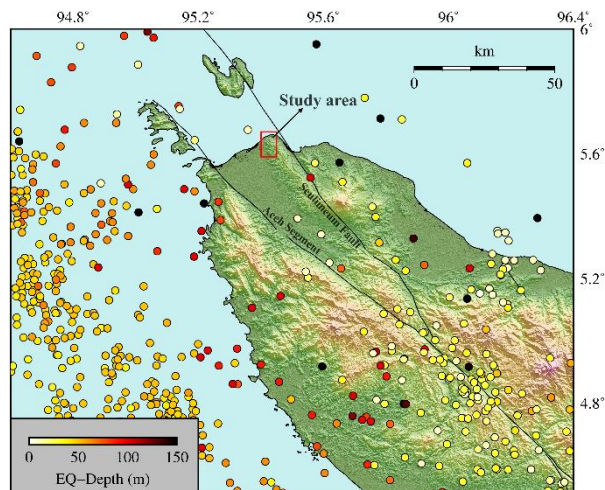 94.8° 95.2° 95.6° 96° 96.4°
6°
km
0 50
Study area
5.6°
Seulimeum Fault
Aceh Segment
5.2°
4.8°
0 50 100 150
EQ−Depth (m)